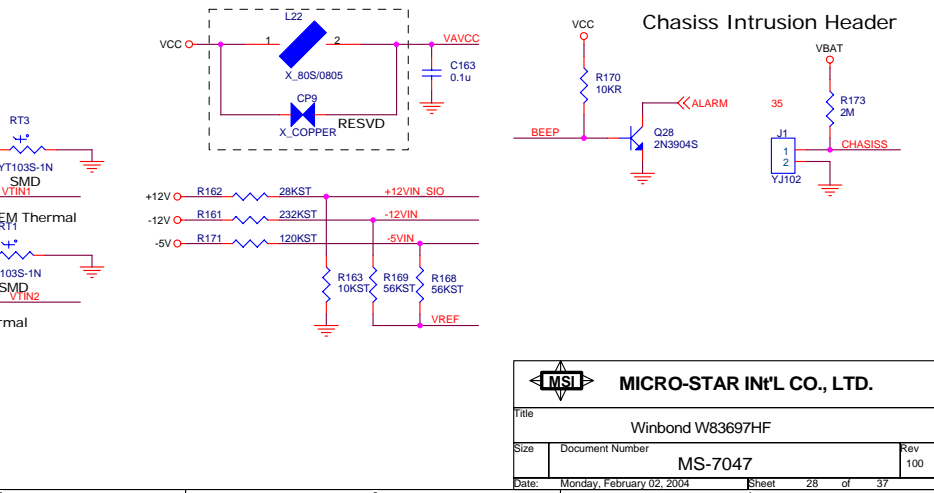 L22
VCC
1
2
VAVCC
C163
0.1u
X_80S/0805
CP9
X_COPPER
RESVD
VCC
Chasiss Intrusion Header
R170
10KR
ALARM
35
BEEP
Q28
2N3904S
VBAT
R173
2M
J1
1
2
CHASISS
YJ102
RT3
YT103S-1N
SMD
VTIN1
EM Thermal
RT1
103S-1N
SMD
VTIN2
rmal
+12V
R162
28KST
+12VIN_SIO
-12V
R161
232KST
-12VIN
-5V
R171
120KST
-5VIN
R163
10KST
R169
56KST
R168
56KST
VREF
MSI
MICRO-STAR INt'L CO., LTD.
Title
Winbond W83697HF
Size
Document Number
Rev
MS-7047
100
Date:
Monday, February 02, 2004
Sheet
28
of
37